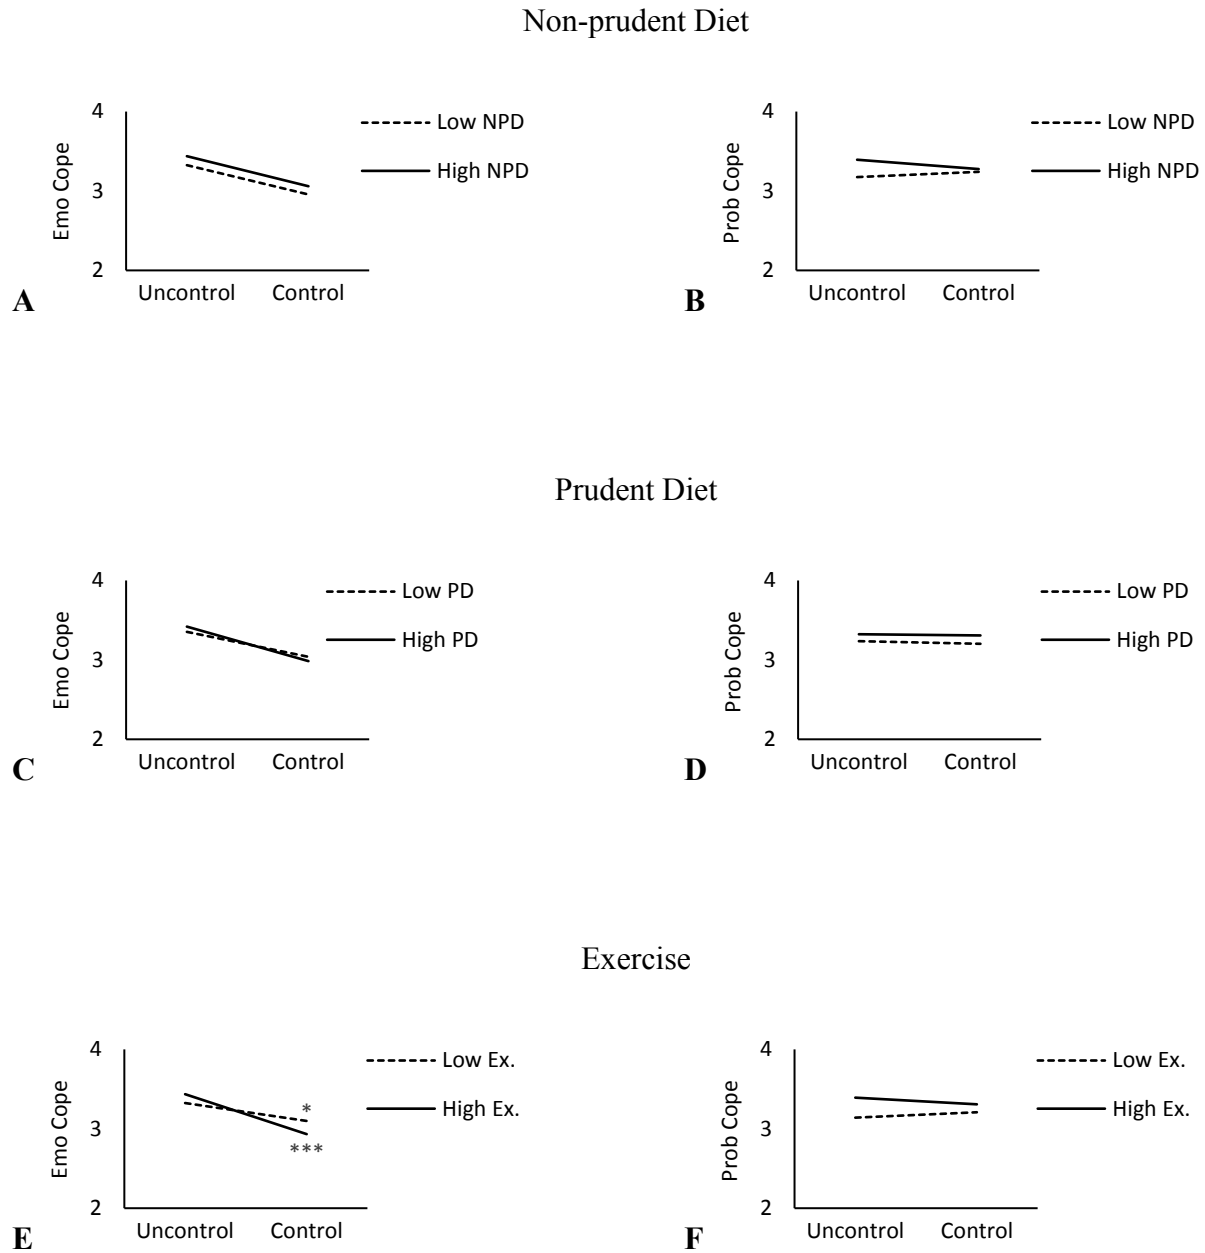 Non-prudent Diet
4
3
2
Emo Cope
Uncontrol Control
Low NPD
High NPD
A
4
3
2
Prob Cope
Uncontrol Control
Low NPD
High NPD
B
Prudent Diet
4
3
2
Emo Cope
Uncontrol Control
Low PD
High PD
C
4
3
2
Prob Cope
Uncontrol Control
Low PD
High PD
D
Exercise
4
3
2
Emo Cope
Uncontrol Control
Low Ex.
High Ex.
*
***
E
4
3
2
Prob Cope
Uncontrol Control
Low Ex.
High Ex.
F